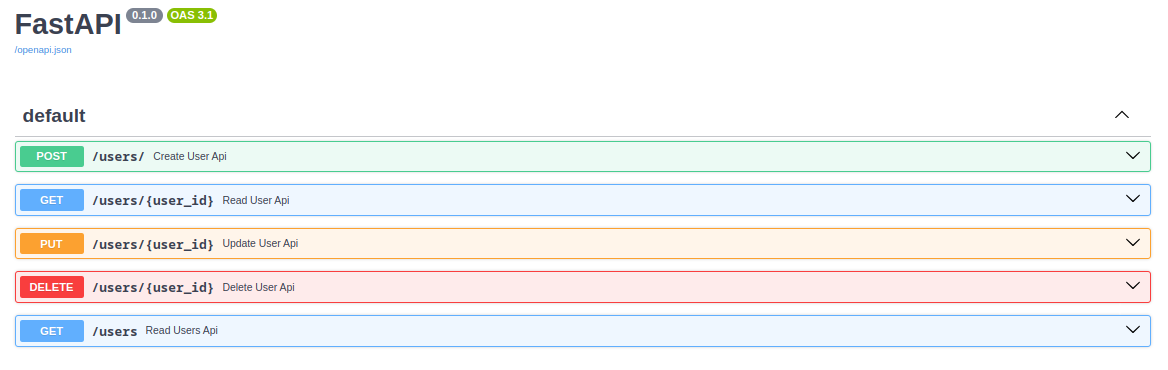 FastAPI 0.1.0 OAS 3.1
/openapi.json
default
POST /users/ Create User Api
GET /users/{user_id} Read User Api
PUT /users/{user_id} Update User Api
DELETE /users/{user_id} Delete User Api
GET /users Read Users Api